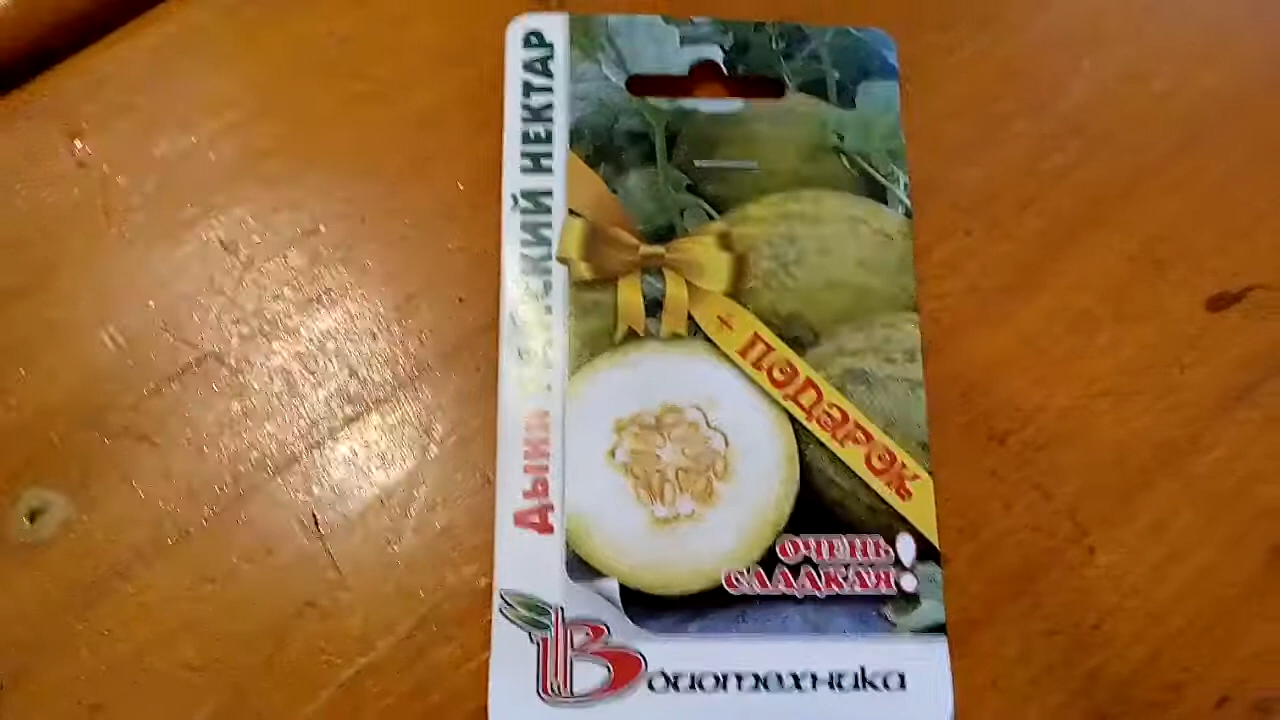 Дыня
НЕКТАР
+ ПОДАРОК
ОЧЕНЬ
СЛАДКАЯ!
Биотехника